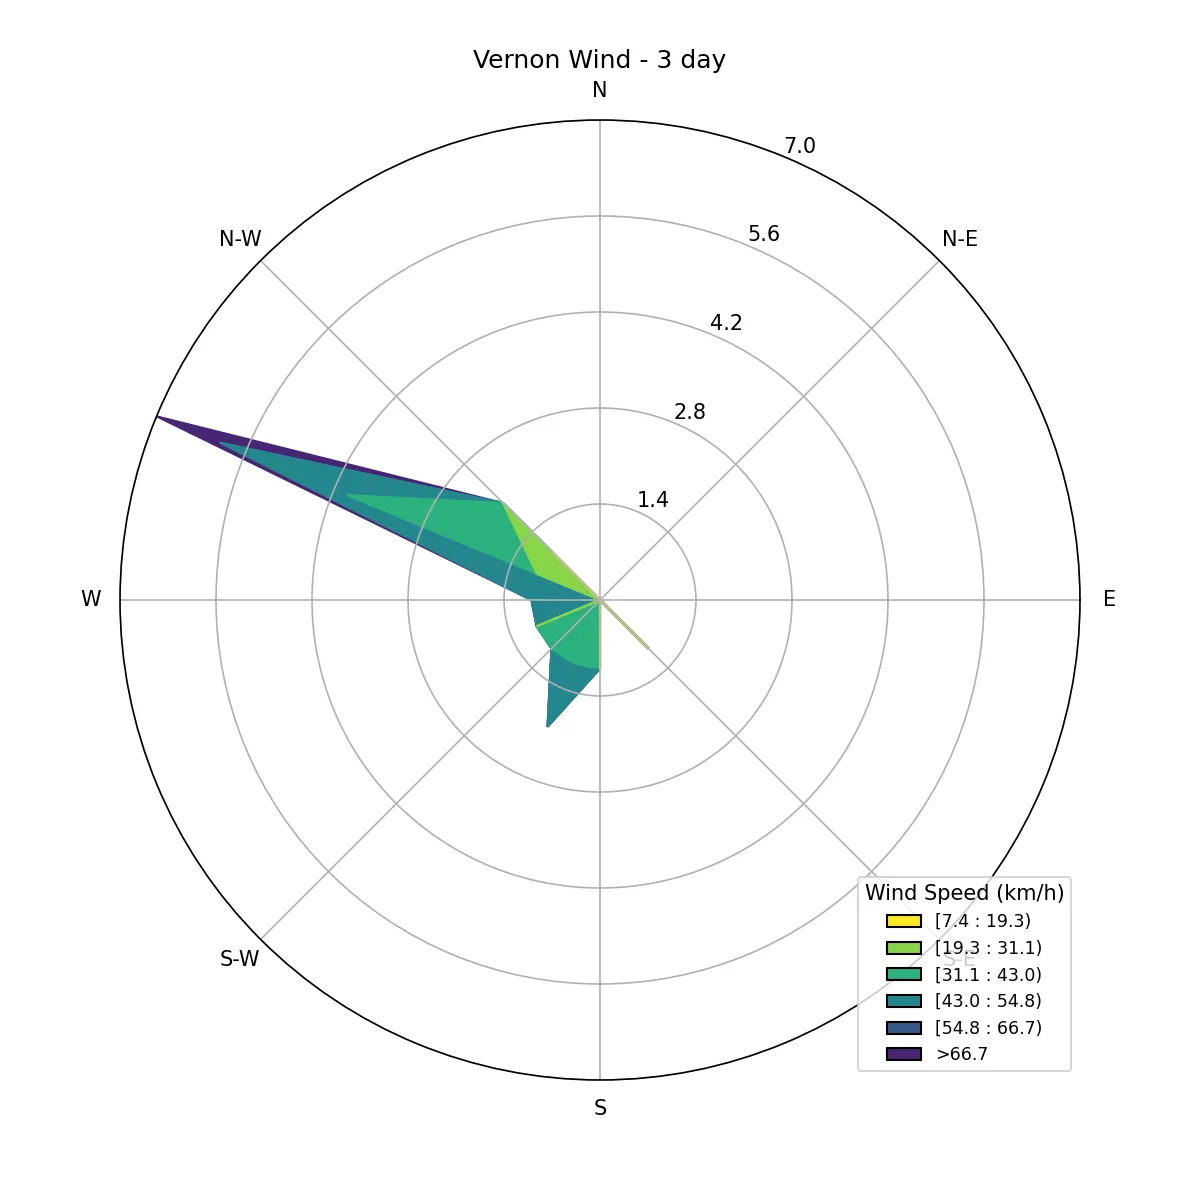 Vernon Wind - 3 day
N
7.0
5.6
N-W
N-E
4.2
2.8
1.4
W
E
S-W
S-E
Wind Speed (km/h)
[7.4 : 19.3)
[19.3 : 31.1)
[31.1 : 43.0)
[43.0 : 54.8)
[54.8 : 66.7)
>66.7
S